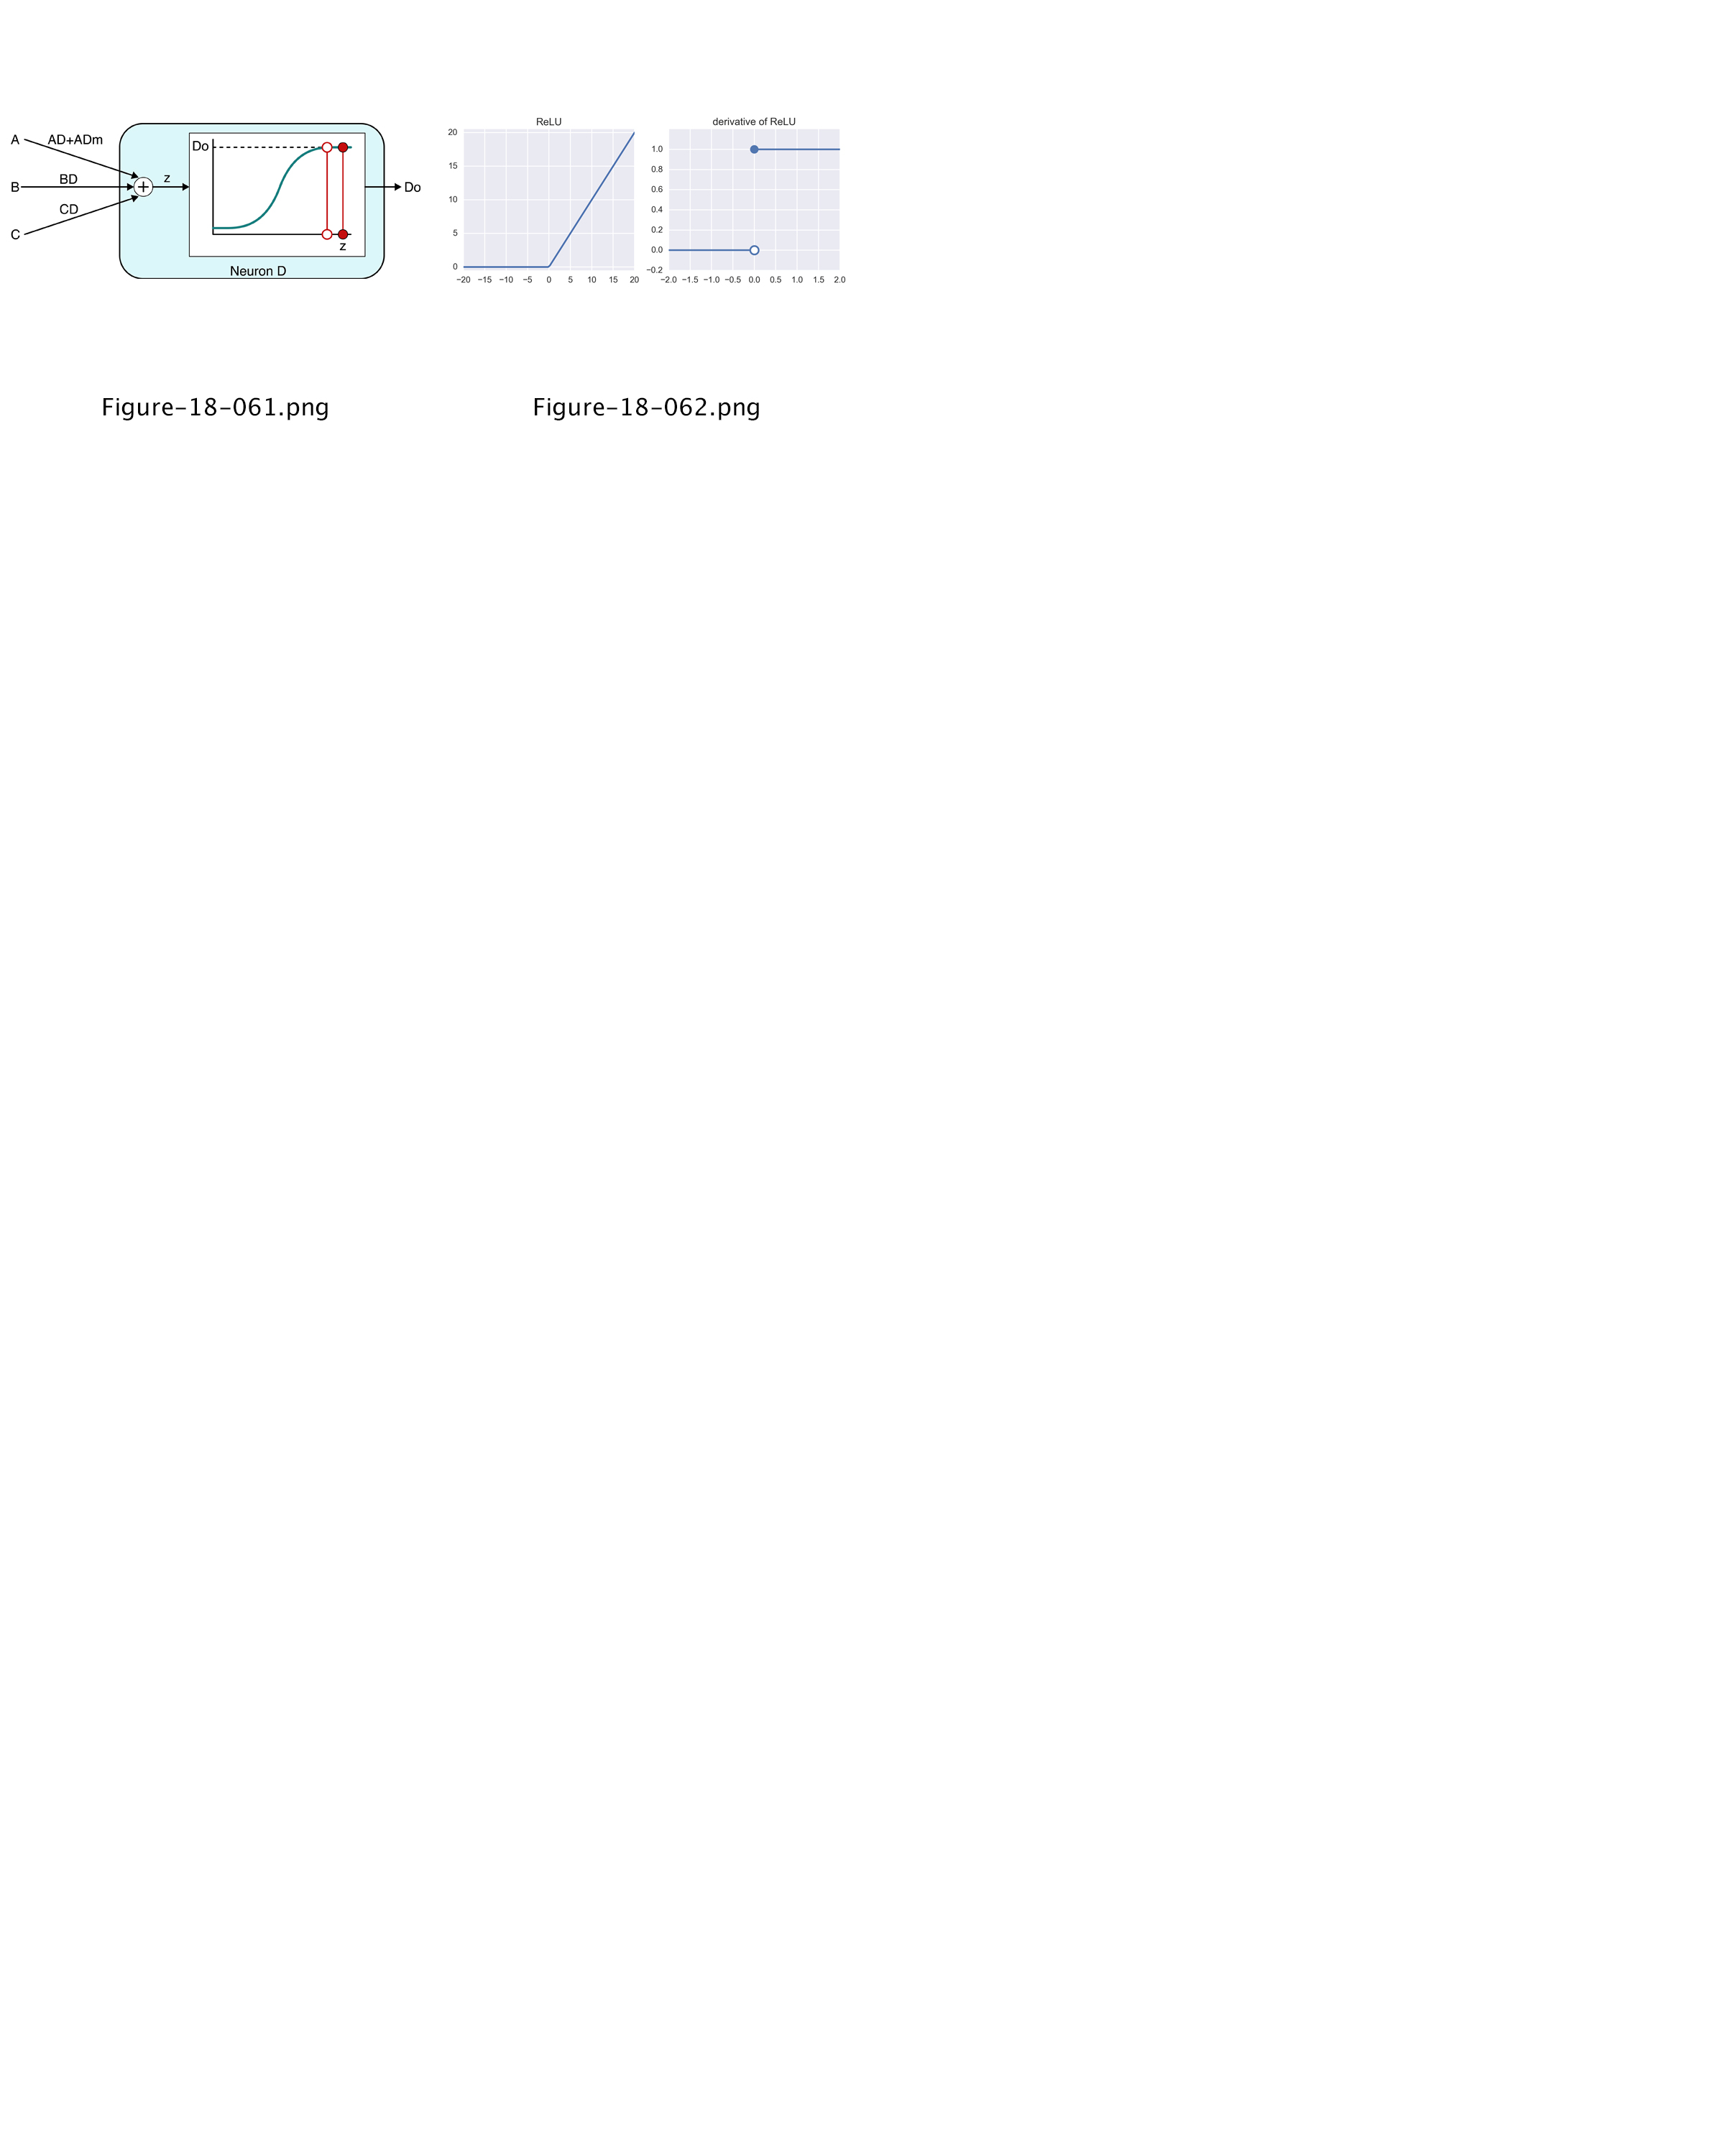 A
AD+ADm
B
BD
C
CD
+
z
Do
z
Neuron D
Do
ReLU
20
15
10
5
0
−20 −15 −10 −5 0 5 10 15 20
derivative of ReLU
1.0
0.8
0.6
0.4
0.2
0.0
−0.2
−2.0 −1.5 −1.0 −0.5 0.0 0.5 1.0 1.5 2.0
Figure-18-061.png
Figure-18-062.png